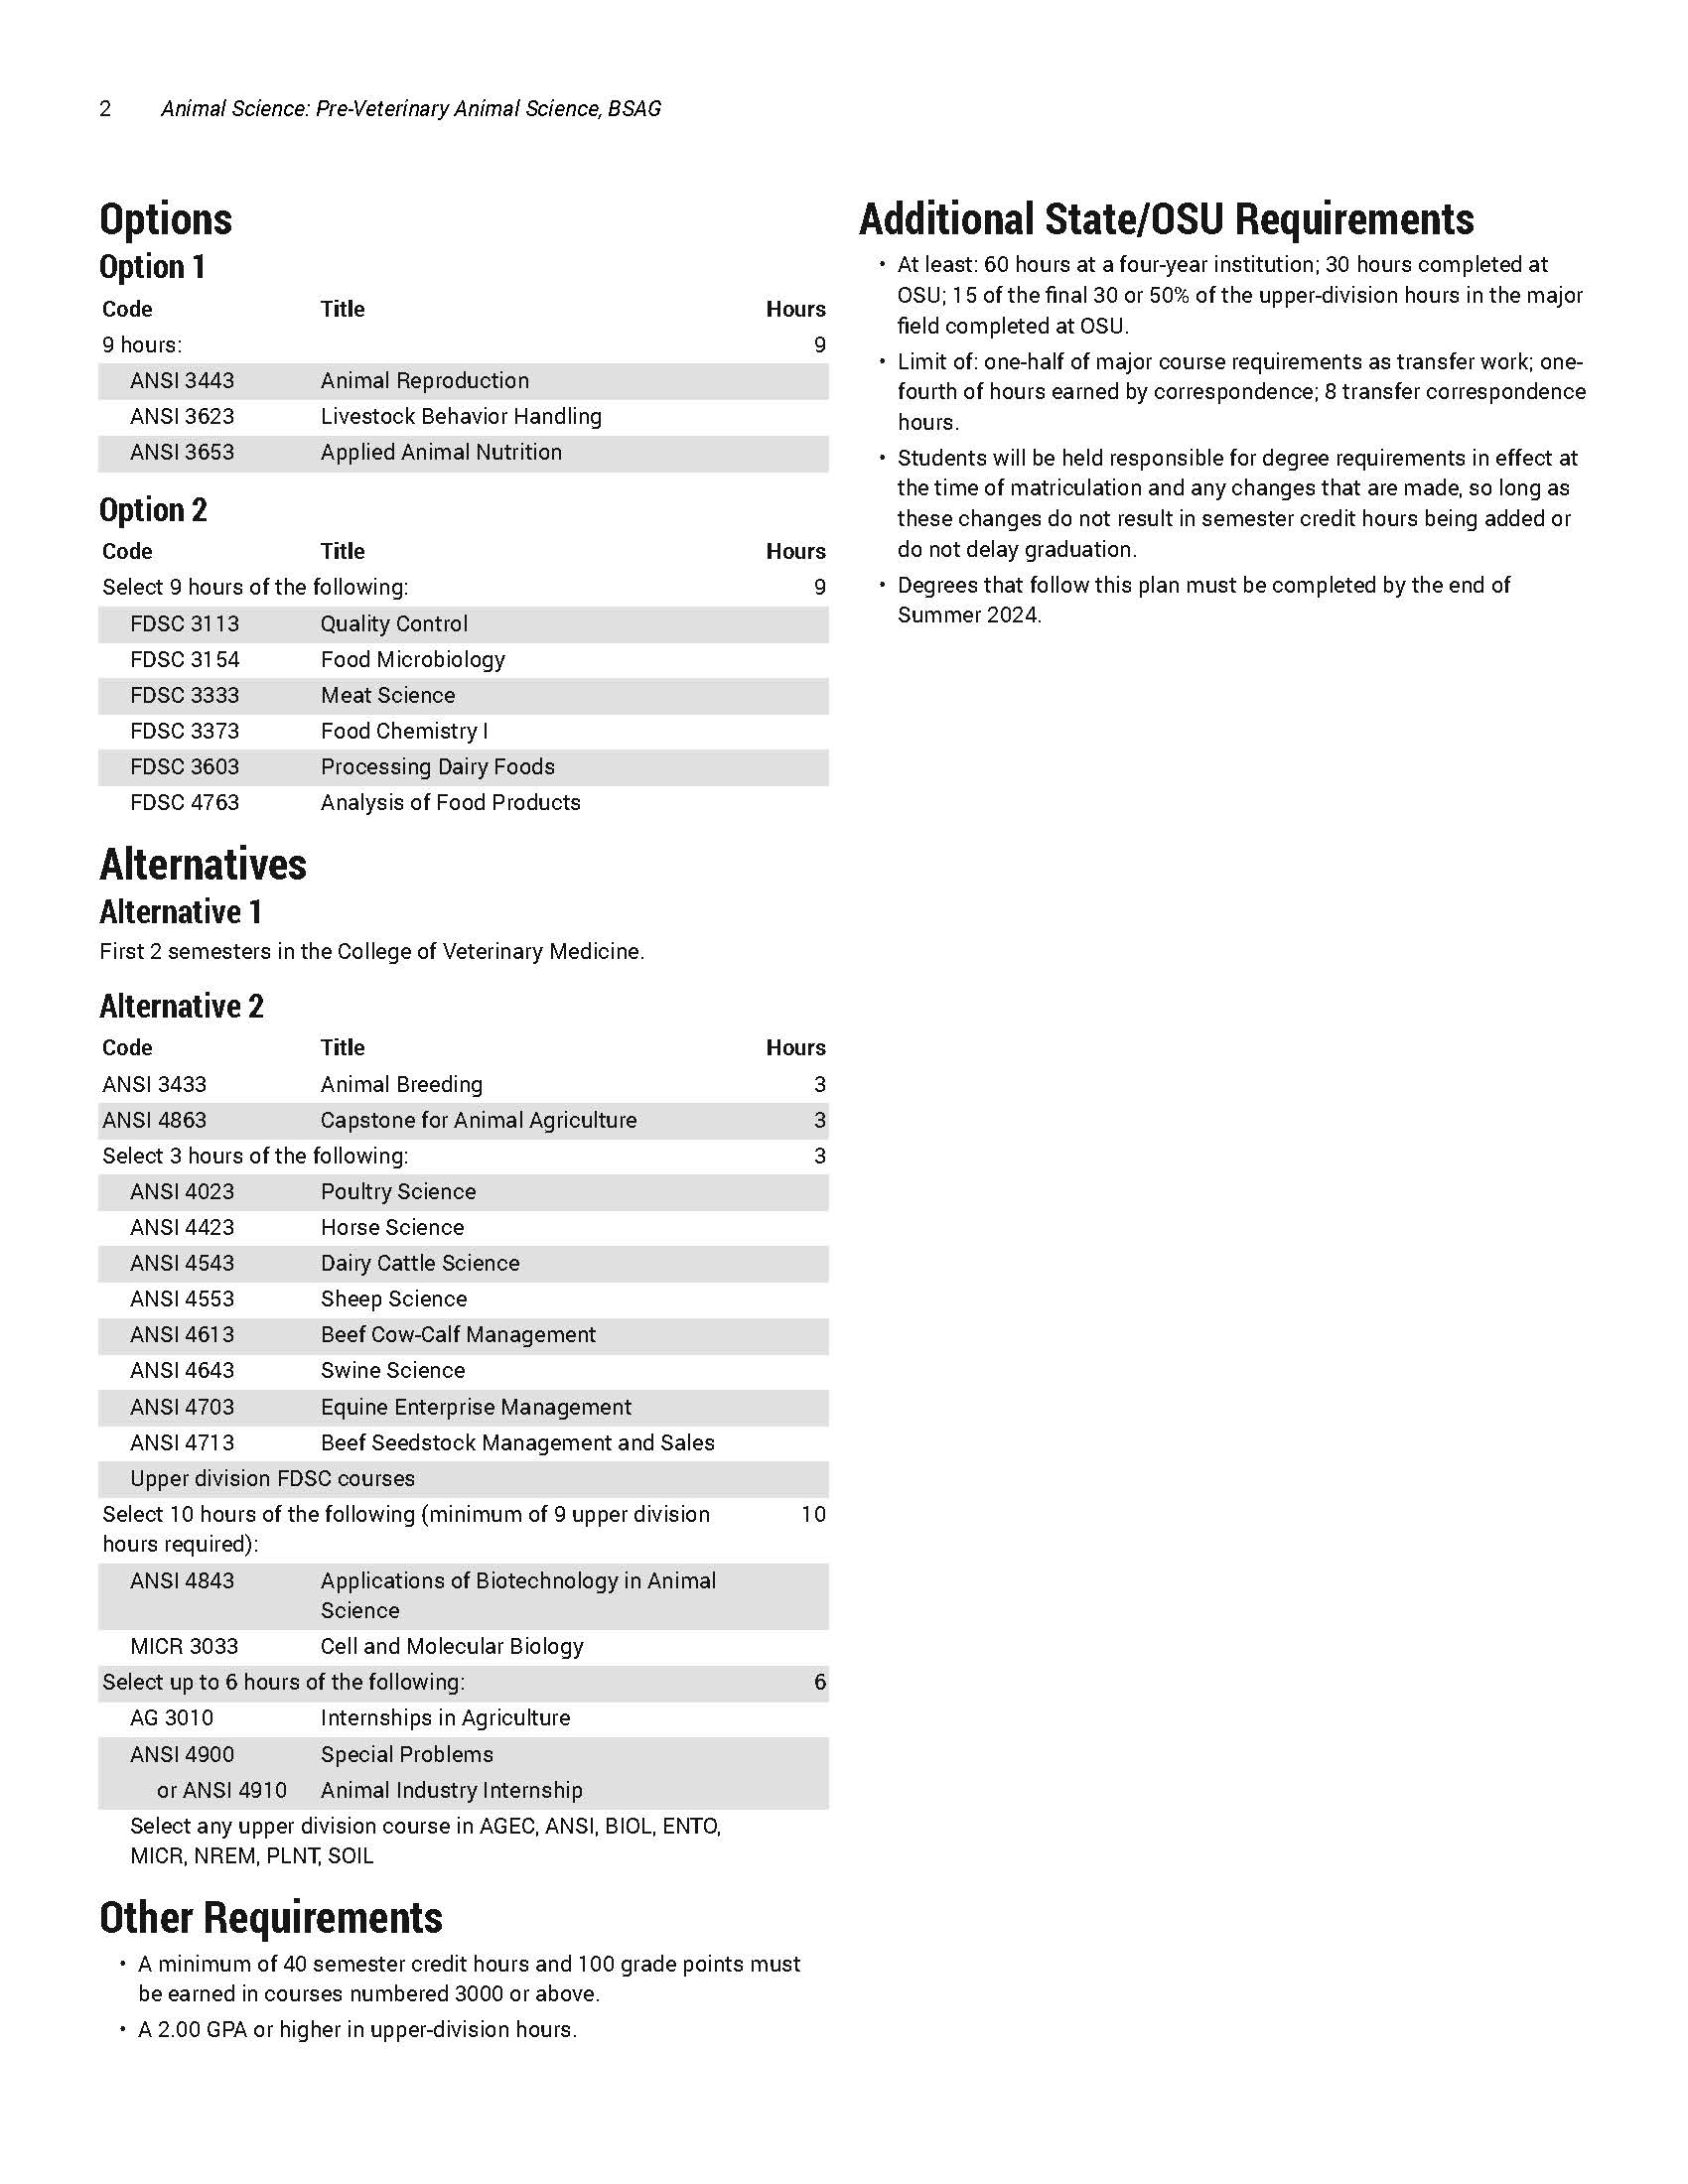 2 Animal Science: Pre-Veterinary Animal Science, BSAG
Options
Option 1
Code Title Hours
9 hours: 9
ANSI 3443 Animal Reproduction
ANSI 3623 Livestock Behavior Handling
ANSI 3653 Applied Animal Nutrition
Option 2
Code Title Hours
Select 9 hours of the following: 9
FDSC 3113 Quality Control
FDSC 3154 Food Microbiology
FDSC 3333 Meat Science
FDSC 3373 Food Chemistry I
FDSC 3603 Processing Dairy Foods
FDSC 4763 Analysis of Food Products
Alternatives
Alternative 1
First 2 semesters in the College of Veterinary Medicine.
Alternative 2
Code Title Hours
ANSI 3433 Animal Breeding 3
ANSI 4863 Capstone for Animal Agriculture 3
Select 3 hours of the following: 3
ANSI 4023 Poultry Science
ANSI 4423 Horse Science
ANSI 4543 Dairy Cattle Science
ANSI 4553 Sheep Science
ANSI 4613 Beef Cow-Calf Management
ANSI 4643 Swine Science
ANSI 4703 Equine Enterprise Management
ANSI 4713 Beef Seedstock Management and Sales
Upper division FDSC courses
Select 10 hours of the following (minimum of 9 upper division 10
hours required):
ANSI 4843 Applications of Biotechnology in Animal
Science
MICR 3033 Cell and Molecular Biology
Select up to 6 hours of the following: 6
AG 3010 Internships in Agriculture
ANSI 4900 Special Problems
or ANSI 4910 Animal Industry Internship
Select any upper division course in AGEC, ANSI, BIOL, ENTO,
MICR, NREM, PLNT, SOIL
Other Requirements
• A minimum of 40 semester credit hours and 100 grade points must
be earned in courses numbered 3000 or above.
• A 2.00 GPA or higher in upper-division hours.
Additional State/OSU Requirements
• At least: 60 hours at a four-year institution; 30 hours completed at
OSU; 15 of the final 30 or 50% of the upper-division hours in the major
field completed at OSU.
• Limit of: one-half of major course requirements as transfer work; one-
fourth of hours earned by correspondence; 8 transfer correspondence
hours.
• Students will be held responsible for degree requirements in effect at
the time of matriculation and any changes that are made, so long as
these changes do not result in semester credit hours being added or
do not delay graduation.
• Degrees that follow this plan must be completed by the end of
Summer 2024.